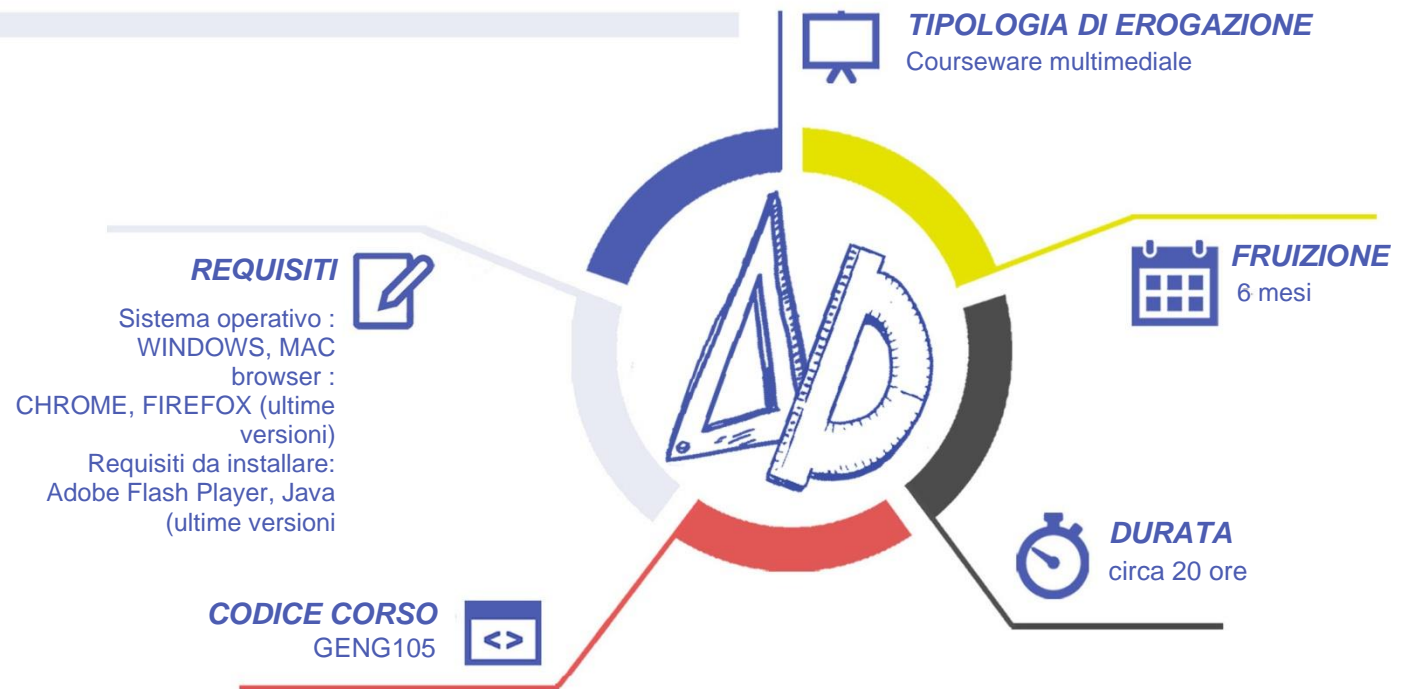 TIPOLOGIA DI EROGAZIONE
Courseware multimediale
REQUISITI
Sistema operativo :
WINDOWS, MAC
browser :
CHROME, FIREFOX (ultime
versioni)
Requisiti da installare:
Adobe Flash Player, Java
(ultime versioni
FRUIZIONE
6 mesi
DURATA
circa 20 ore
CODICE CORSO
GENG105
<>